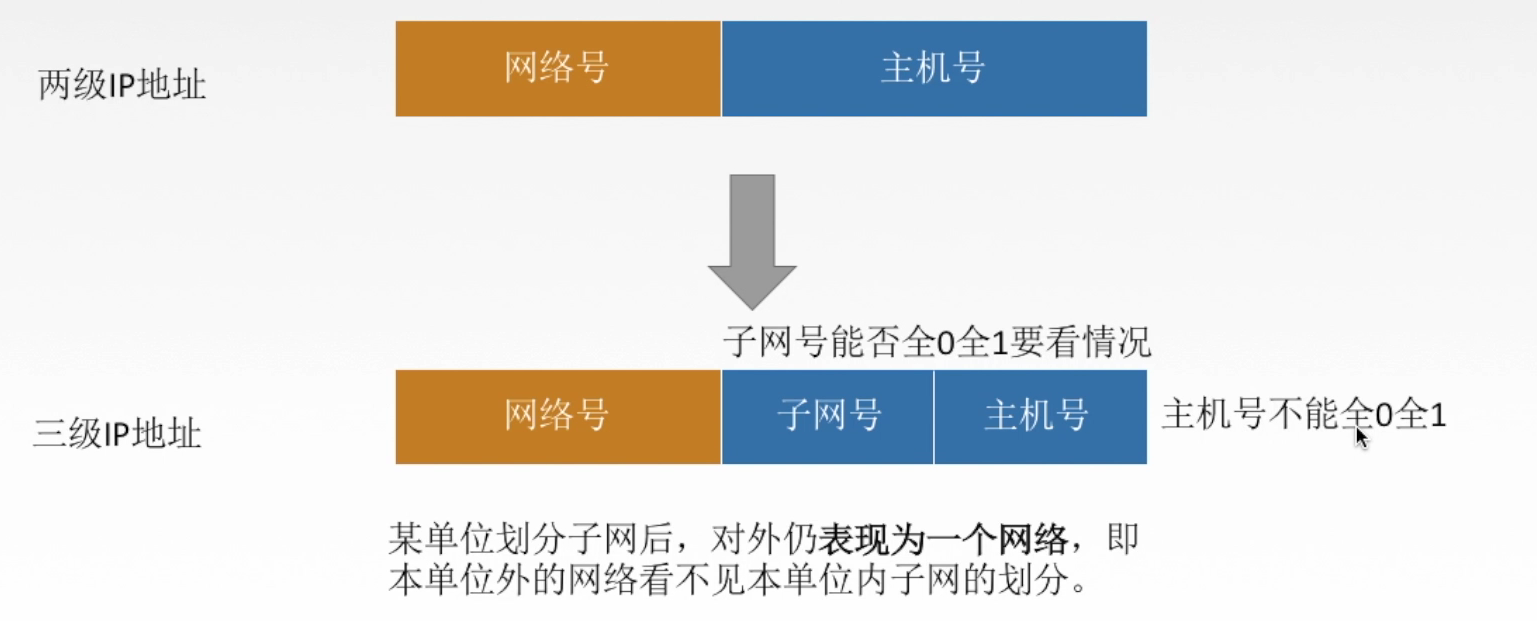 两级IP地址
网络号
主机号
子网号能否全0全1要看情况
三级IP地址
网络号
子网号
主机号
主机号不能全0全1
某单位划分子网后，对外仍表现为一个网络，即
本单位外的网络看不见本单位内子网的划分。